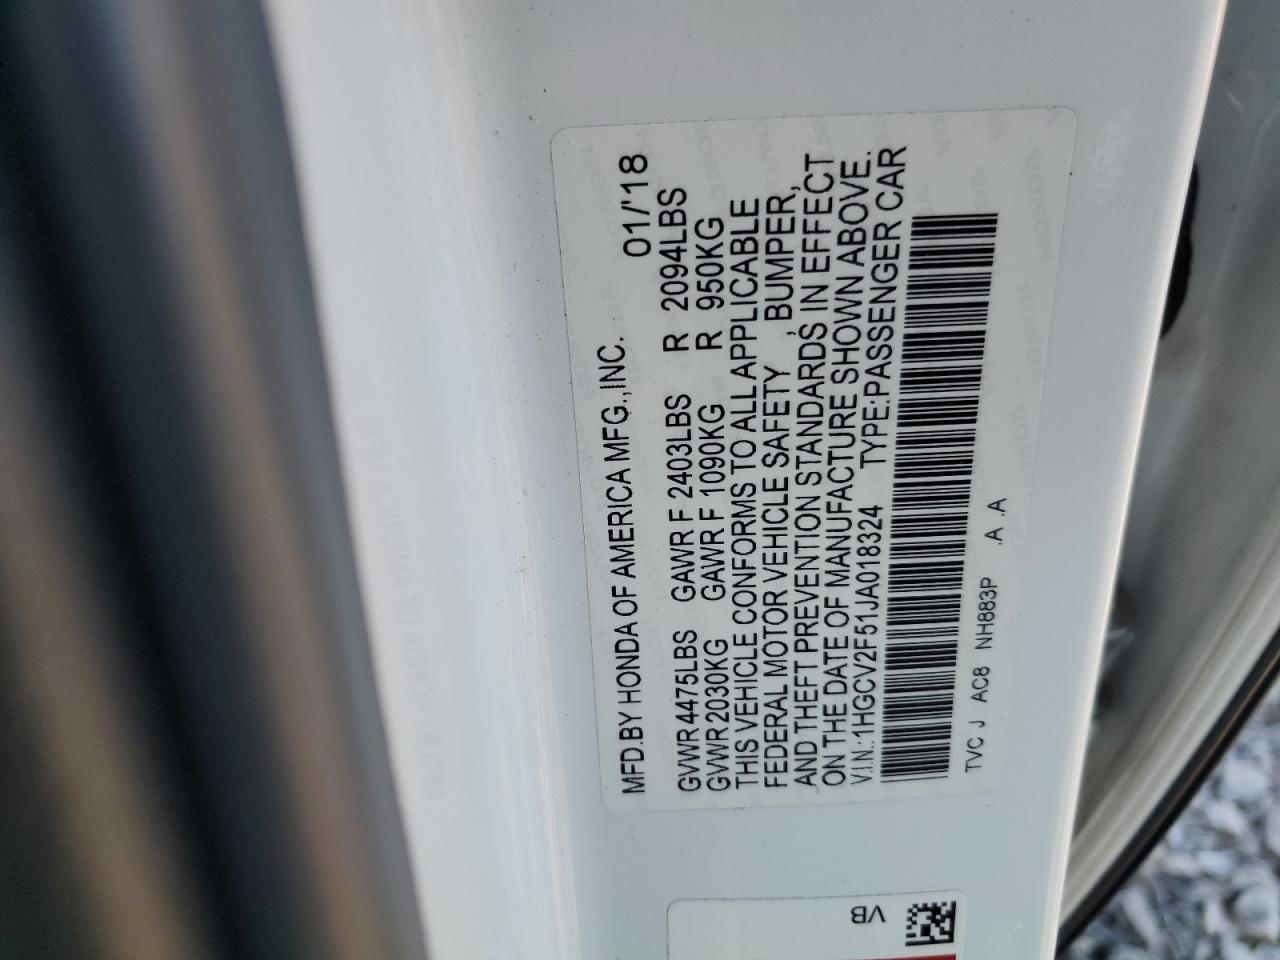 MFD.BY HONDA OF AMERICA MFG.,INC. 01/'18
GVWR 4475LBS GAWR F 2403LBS R 2094LBS
GVWR 2030KG GAWR F 1090KG R 950KG
THIS VEHICLE CONFORMS TO ALL APPLICABLE
FEDERAL MOTOR VEHICLE SAFETY , BUMPER,
AND THEFT PREVENTION STANDARDS IN EFFECT
ON THE DATE OF MANUFACTURE SHOWN ABOVE.
V.I.N.:1HGCV2F51JA018324 TYPE:PASSENGER CAR
TVC J AC8 NH883P .A .A
VB